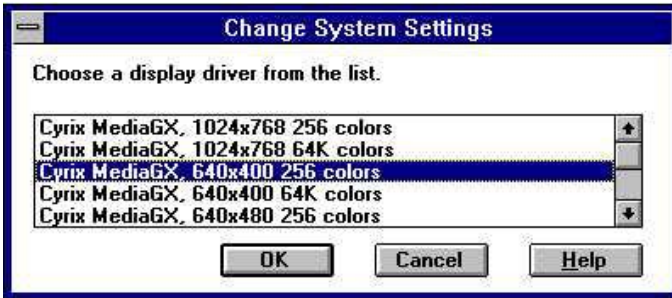 Change System Settings
Choose a display driver from the list.
Cyrix MediaGX, 1024x768 256 colors
Cyrix MediaGX, 1024x768 64K colors
Cyrix MediaGX, 640x400 256 colors
Cyrix MediaGX, 640x400 64K colors
Cyrix MediaGX, 640x480 256 colors
OK Cancel Help